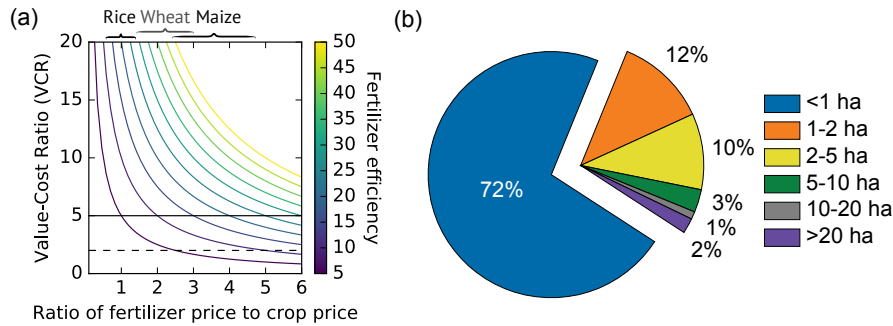 (a)
Rice Wheat Maize
20
15
10
5
0
Value-Cost Ratio (VCR)
1 2 3 4 5 6
Ratio of fertilizer price to crop price
50
45
40
35
30
25
20
15
10
5
Fertilizer efficiency
(b)
72%
12%
10%
3%
1%
2%
<1 ha
1-2 ha
2-5 ha
5-10 ha
10-20 ha
>20 ha